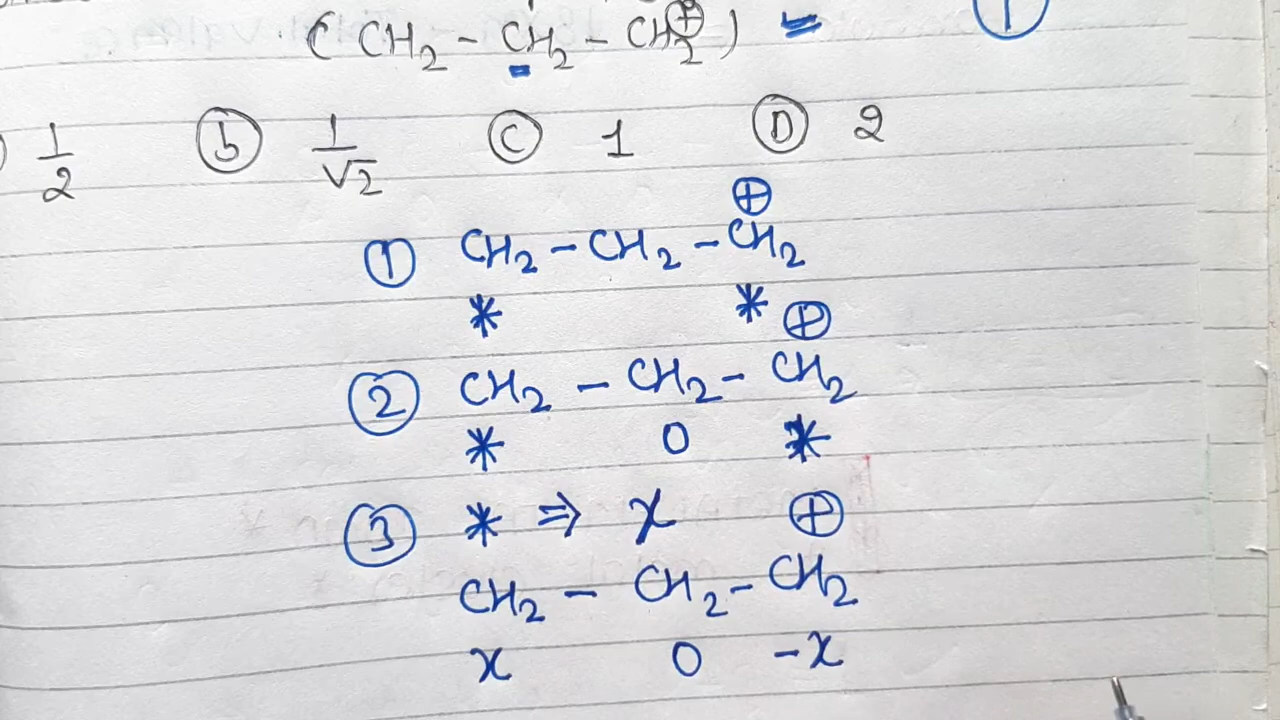 ( CH₂ - CH₂ - CH₂⊕ ) = ①
1/2 ⓑ 1/√2 Ⓒ 1 Ⓓ 2
⊕
① CH₂ - CH₂ - CH₂
* * ⊕
② CH₂ - CH₂ - CH₂
* 0 *
③ * ⇒ x ⊕
CH₂ - CH₂ - CH₂
x 0 -x